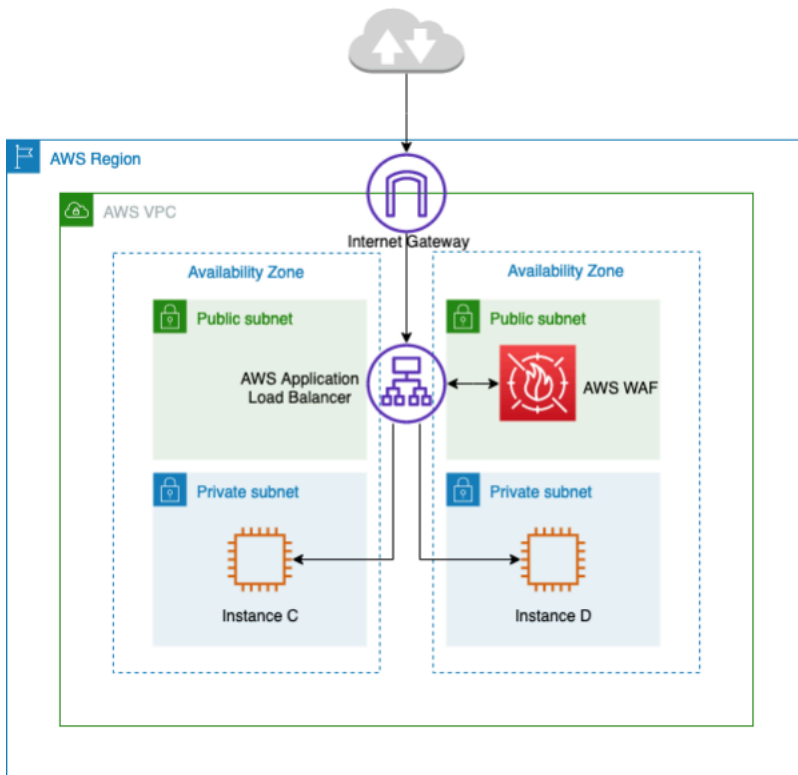 AWS Region
AWS VPC
Internet Gateway
Availability Zone
Availability Zone
Public subnet
Public subnet
AWS Application
Load Balancer
AWS WAF
Private subnet
Private subnet
Instance C
Instance D